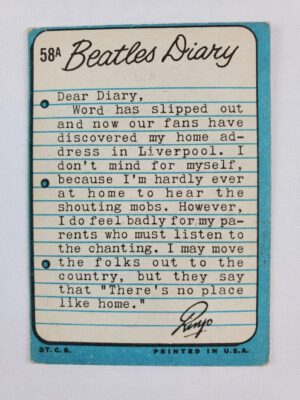 58A Beatles Diary
Dear Diary,
Word has slipped out
and now our fans have
discovered my home ad-
dress in Liverpool. I
don't mind for myself,
because I'm hardly ever
at home to hear the
shouting mobs. However,
I do feel badly for my pa-
rents who must listen to
the chanting. I may move
the folks out to the
country, but they say
that "There's no place
like home."
Ringo
©T. C. G. PRINTED IN U.S.A.